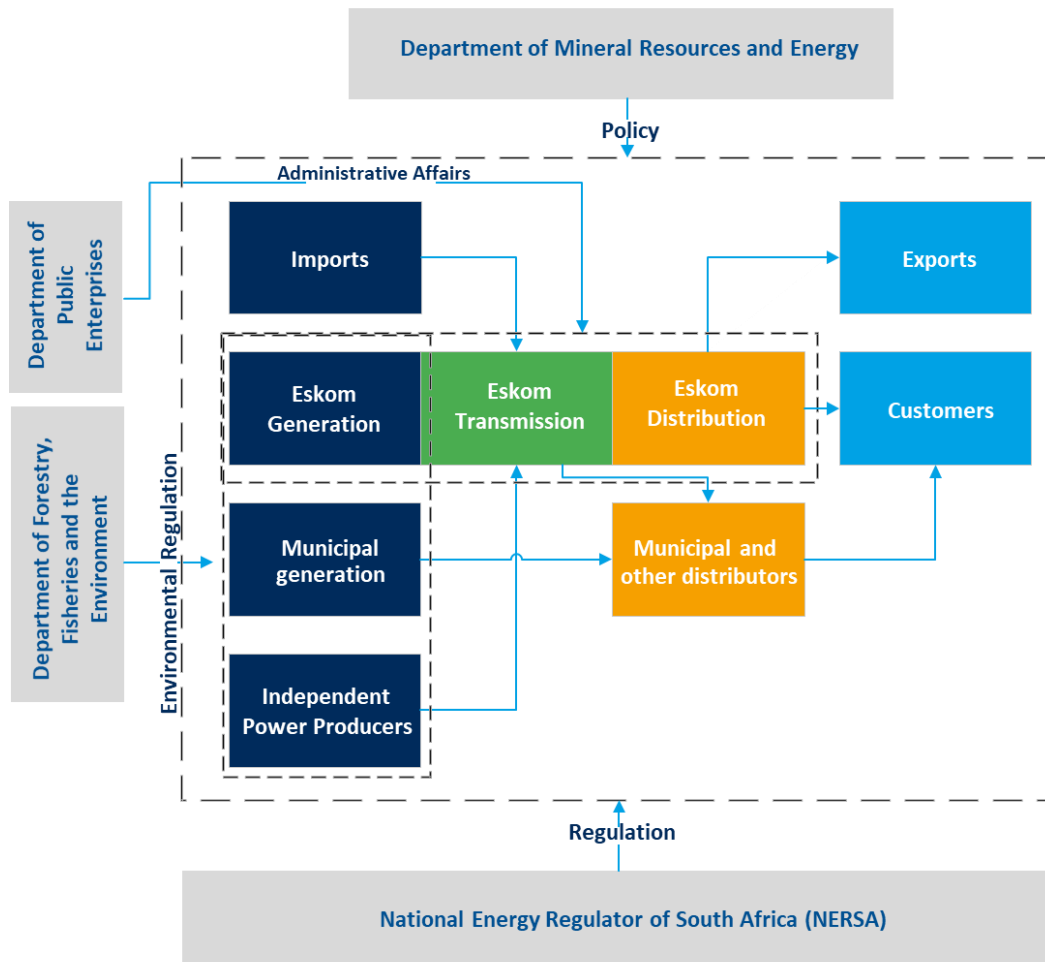 Department of Mineral Resources and Energy
Policy
Administrative Affairs
Department of
Public
Enterprises
Imports
Exports
Eskom
Generation
Eskom
Transmission
Eskom
Distribution
Customers
Department of Forestry,
Fisheries and the
Environment
Environmental Regulation
Municipal
generation
Municipal and
other distributors
Independent
Power Producers
Regulation
National Energy Regulator of South Africa (NERSA)